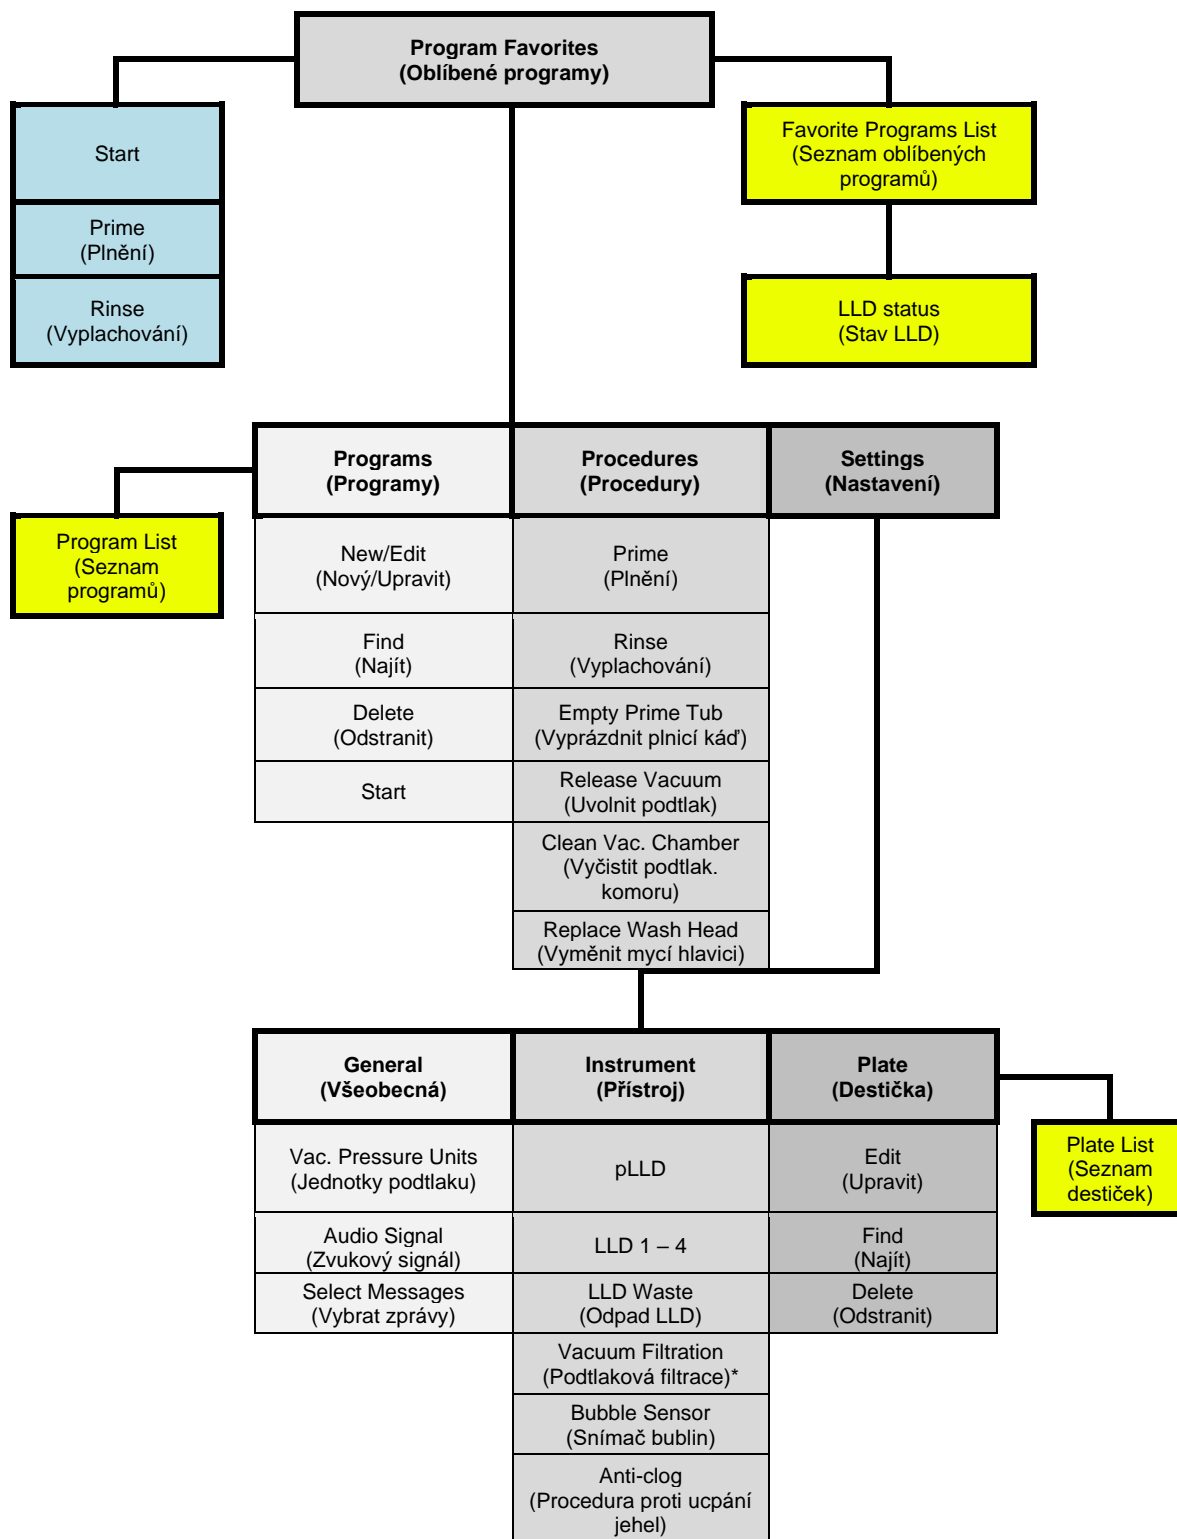 Program Favorites
(Oblíbené programy)
Start
Prime
(Plnění)
Rinse
(Vyplachování)
Favorite Programs List
(Seznam oblíbených
programů)
LLD status
(Stav LLD)
Programs
(Programy)
Procedures
(Procedury)
Settings
(Nastavení)
Program List
(Seznam
programů)
New/Edit
(Nový/Upravit)
Prime
(Plnění)
Find
(Najít)
Rinse
(Vyplachování)
Delete
(Odstranit)
Empty Prime Tub
(Vyprázdnit plnicí káď)
Start
Release Vacuum
(Uvolnit podtlak)
Clean Vac. Chamber
(Vyčistit podtlak.
komoru)
Replace Wash Head
(Vyměnit mycí hlavici)
General
(Všeobecná)
Instrument
(Přístroj)
Plate
(Destička)
Vac. Pressure Units
(Jednotky podtlaku)
pLLD
Edit
(Upravit)
Plate List
(Seznam
destiček)
Audio Signal
(Zvukový signál)
LLD 1 – 4
Find
(Najít)
Select Messages
(Vybrat zprávy)
LLD Waste
(Odpad LLD)
Delete
(Odstranit)
Vacuum Filtration
(Podtlaková filtrace)*
Bubble Sensor
(Snímač bublin)
Anti-clog
(Procedura proti ucpání
jehel)